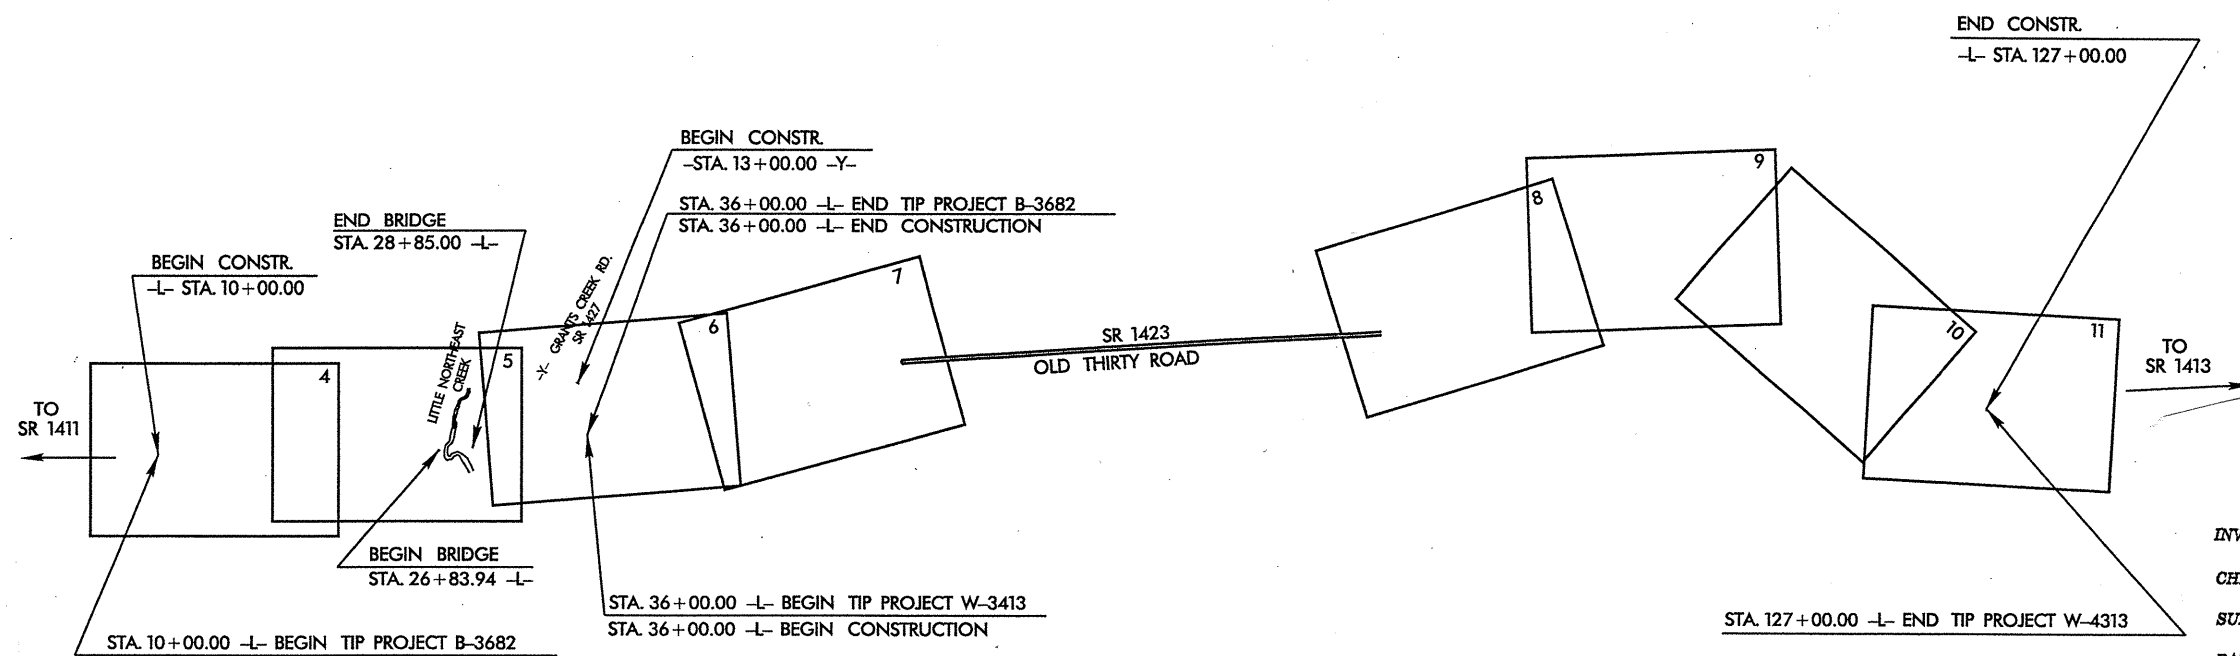 END CONSTR.
-L- STA. 127+00.00
BEGIN CONSTR.
-STA. 13+00.00 -Y-
STA. 36+00.00 -L- END TIP PROJECT B-3682
STA. 36+00.00 -L- END CONSTRUCTION
END BRIDGE
STA. 28+85.00 -L-
BEGIN CONSTR.
-L- STA. 10+00.00
-Y- GRANTS CREEK RD.
SR 1427
LITTLE NORTHEAST
CREEK
4
5
6
7
8
9
10
11
SR 1423
OLD THIRTY ROAD
TO
SR 1411
TO
SR 1413
BEGIN BRIDGE
STA. 26+83.94 -L-
STA. 36+00.00 -L- BEGIN TIP PROJECT W-3413
STA. 36+00.00 -L- BEGIN CONSTRUCTION
STA. 10+00.00 -L- BEGIN TIP PROJECT B-3682
STA. 127+00.00 -L- END TIP PROJECT W-4313
INV
CH
SU